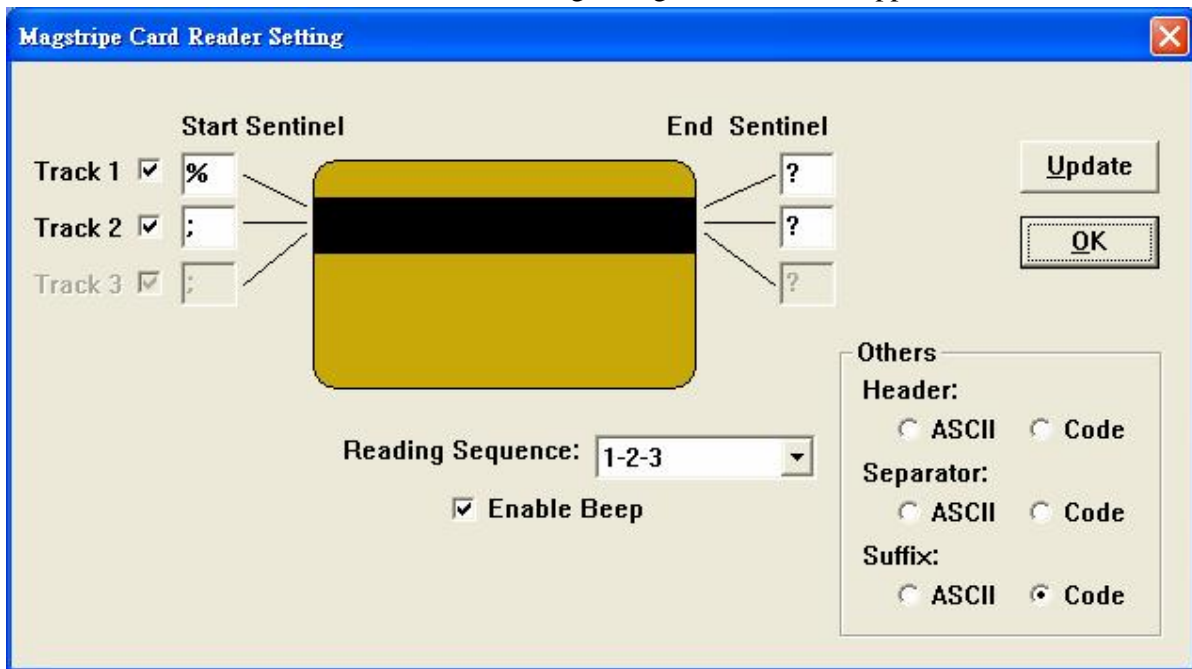 Magstripe Card Reader Setting
Start Sentinel End Sentinel
Track 1 % ? Update
Track 2 ; ? OK
Track 3 ; ?
Others
Header:
ASCII Code
Reading Sequence: 1-2-3
Separator:
Enable Beep
ASCII Code
Suffix:
ASCII Code